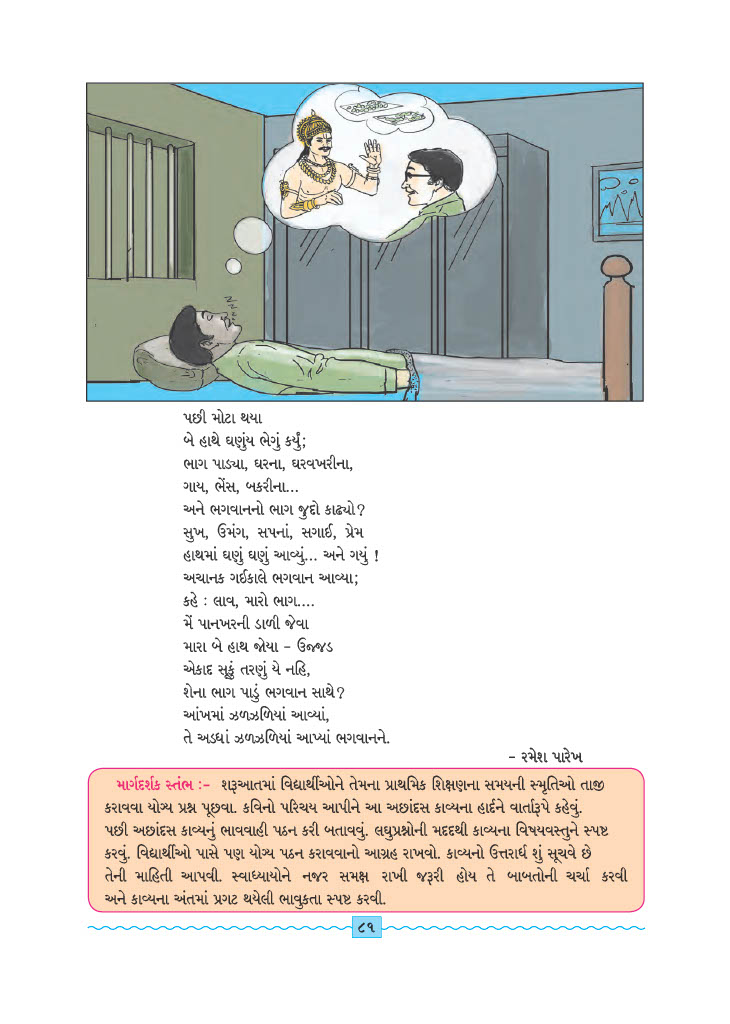 z
z
z
z
પછી મોટા થયા
બે હાથે ઘણુંય ભેગું કર્યું;
ભાગ પાડ્યા, ઘરના, ઘરવખરીના,
ગાય, ભેંસ, બકરીના...
અને ભગવાનનો ભાગ જુદો કાઢ્યો?
સુખ, ઉમંગ, સપનાં, સગાઈ, પ્રેમ
હાથમાં ઘણું ઘણું આવ્યું... અને ગયું !
અચાનક ગઈકાલે ભગવાન આવ્યા;
કહે : લાવ, મારો ભાગ....
મેં પાનખરની ડાળી જેવા
મારા બે હાથ જોયા – ઉજ્જડ
એકાદ સૂકું તરણું યે નહિ,
શેના ભાગ પાડું ભગવાન સાથે?
આંખમાં ઝળઝળિયાં આવ્યાં,
તે અડધાં ઝળઝળિયાં આપ્યાં ભગવાનને.
– રમેશ પારેખ
માર્ગદર્શક સ્તંભ :– શરૂઆતમાં વિદ્યાર્થીઓને તેમના પ્રાથમિક શિક્ષણના સમયની સ્મૃતિઓ તાજી
કરાવવા યોગ્ય પ્રશ્ન પૂછવા. કવિનો પરિચય આપીને આ અછાંદસ કાવ્યના હાર્દને વાર્તારૂપે કહેવું.
પછી અછાંદસ કાવ્યનું ભાવવાહી પઠન કરી બતાવવું. લઘુપ્રશ્નોની મદદથી કાવ્યના વિષયવસ્તુને સ્પષ્ટ
કરવું. વિદ્યાર્થીઓ પાસે પણ યોગ્ય પઠન કરાવવાનો આગ્રહ રાખવો. કાવ્યનો ઉત્તરાર્ધ શું સૂચવે છે
તેની માહિતી આપવી. સ્વાધ્યાયોને નજર સમક્ષ રાખી જરૂરી હોય તે બાબતોની ચર્ચા કરવી
અને કાવ્યના અંતમાં પ્રગટ થયેલી ભાવુકતા સ્પષ્ટ કરવી.
૮૧